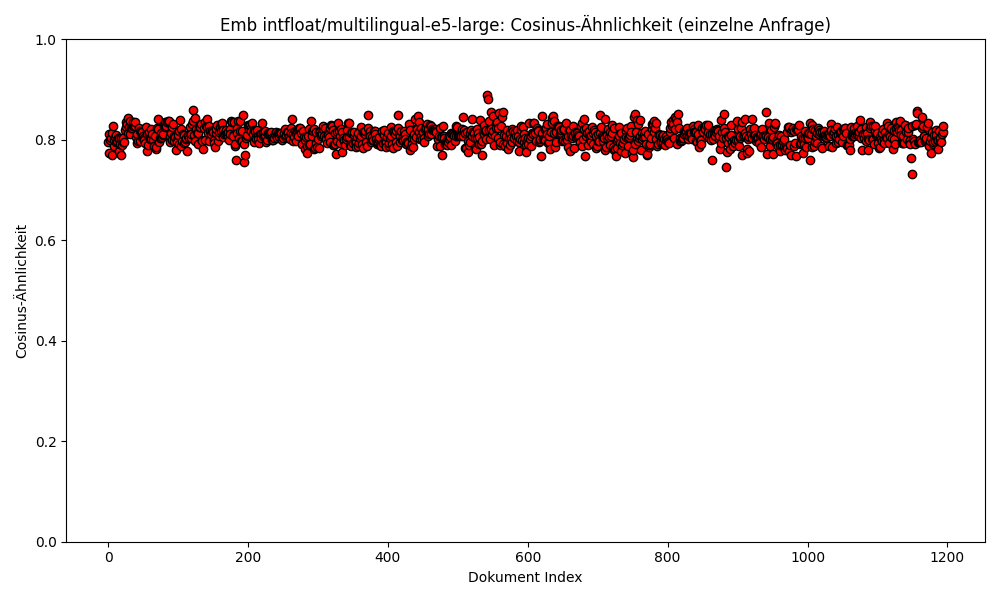 Emb intfloat/multilingual-e5-large: Cosinus-Ähnlichkeit (einzelne Anfrage)
1.0
0.8
0.6
0.4
0.2
0.0
Cosinus-Ähnlichkeit
0 200 400 600 800 1000 1200
Dokument Index